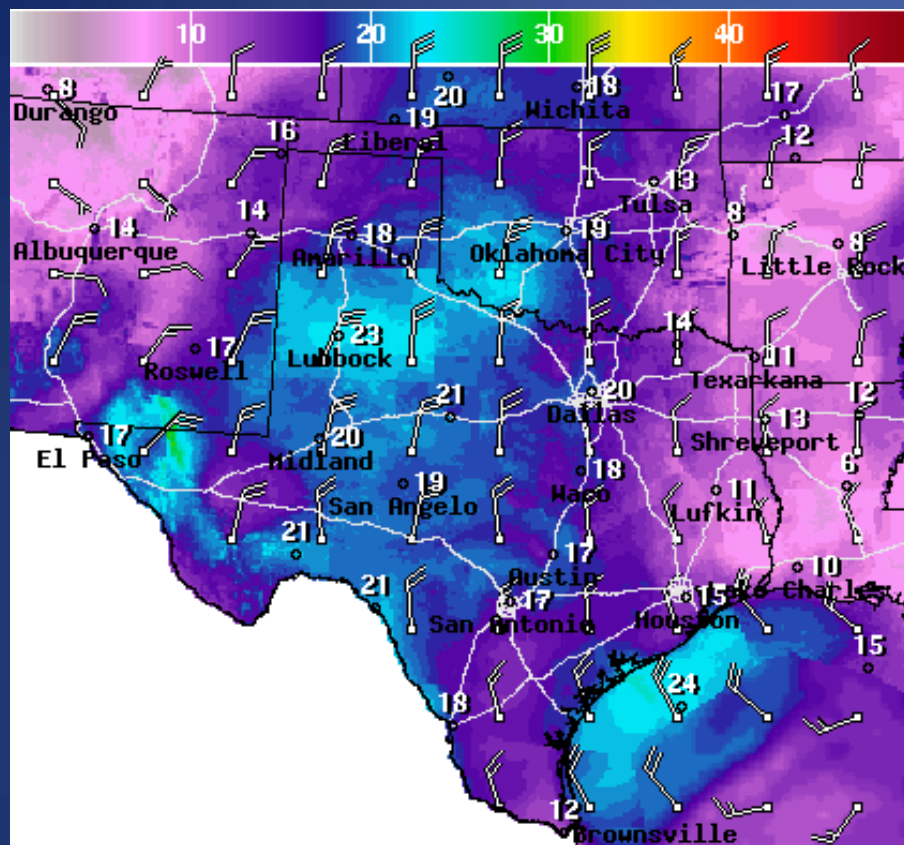 10 20 30 40
8
Durango
20
18
Wichita
19
Liberal
17
16
12
13
Tulsa
14
Albuquerque
14
18
Amarillo
19
Oklahoma City
8
8
Little Rock
17
Roswell
23
Lubbock
14
11
Texarkana
21
20
Dallas
12
13
Shreveport
17
El Paso
20
Midland
18
Waco
6
19
San Angelo
11
Lufkin
21
17
Austin
10
Lake Charles
21
17
San Antonio
15
Houston
15
18
24
12
Brownsville